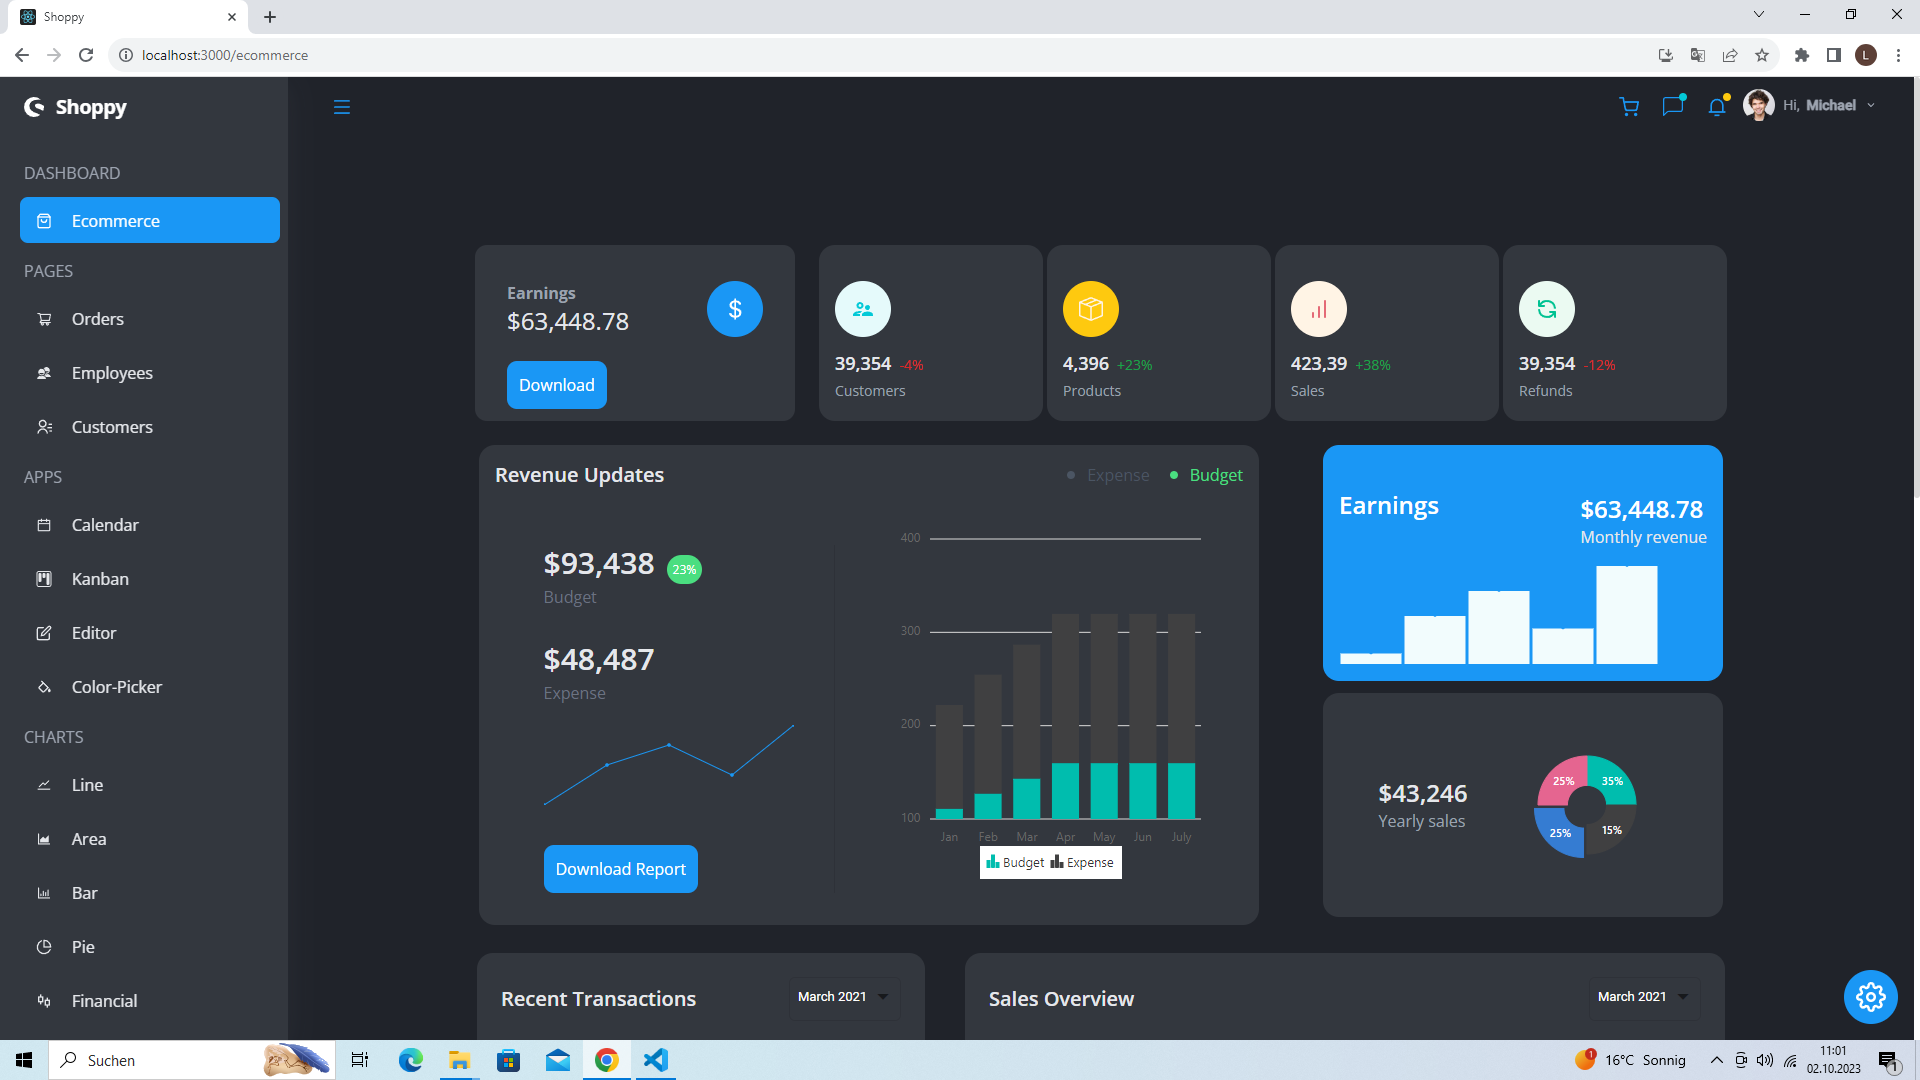 Shoppy
localhost:3000/ecommerce
L
Shoppy
Hi, Michael
DASHBOARD
Ecommerce
PAGES
Orders
Employees
Customers
APPS
Calendar
Kanban
Editor
Color-Picker
CHARTS
Line
Area
Bar
Pie
Financial
Earnings
$63,448.78
$
Download
39,354 -4%
Customers
4,396 +23%
Products
423,39 +38%
Sales
39,354 -12%
Refunds
Revenue Updates
Expense
Budget
$93,438 23%
Budget
$48,487
Expense
Download Report
400
300
200
100
Jan Feb Mar Apr May Jun July
Budget Expense
Earnings
$63,448.78
Monthly revenue
$43,246
Yearly sales
25% 35%
25% 15%
Recent Transactions
March 2021
Sales Overview
March 2021
Suchen
1
16°C Sonnig
11:01
02.10.2023
1